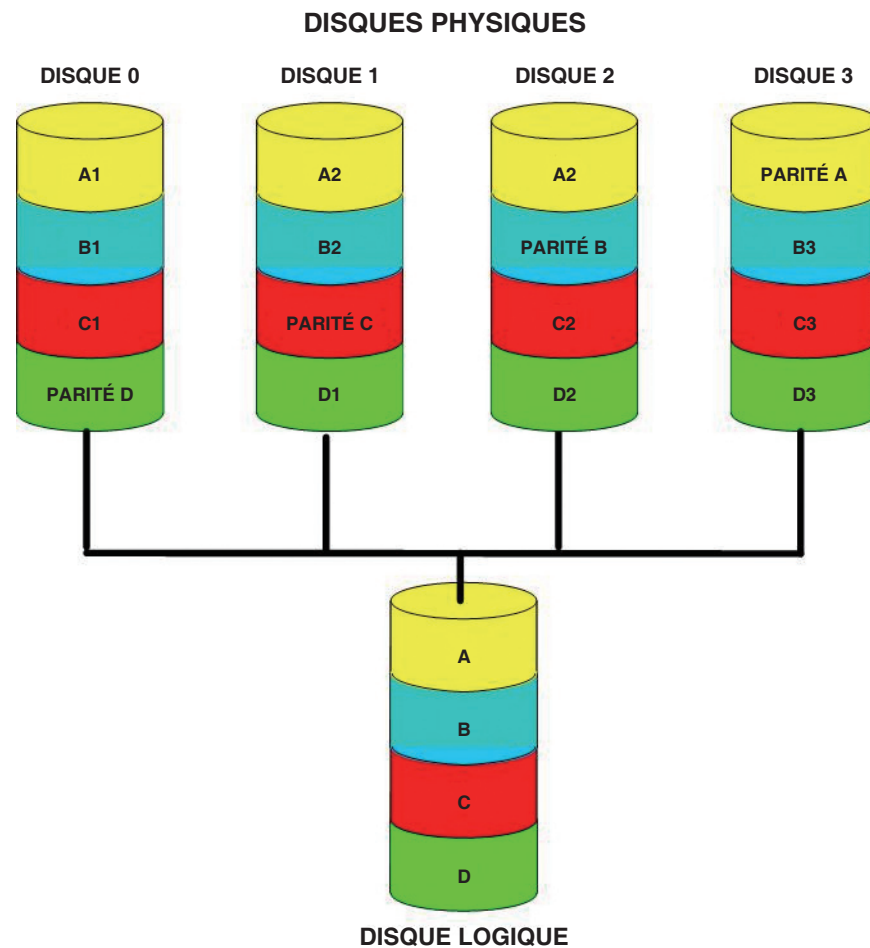 DISQUES PHYSIQUES
DISQUE 0 DISQUE 1 DISQUE 2 DISQUE 3
A1 A2 A2 PARITÉ A
B1 B2 PARITÉ B B3
C1 PARITÉ C C2 C3
PARITÉ D D1 D2 D3
A
B
C
D
DISQUE LOGIQUE